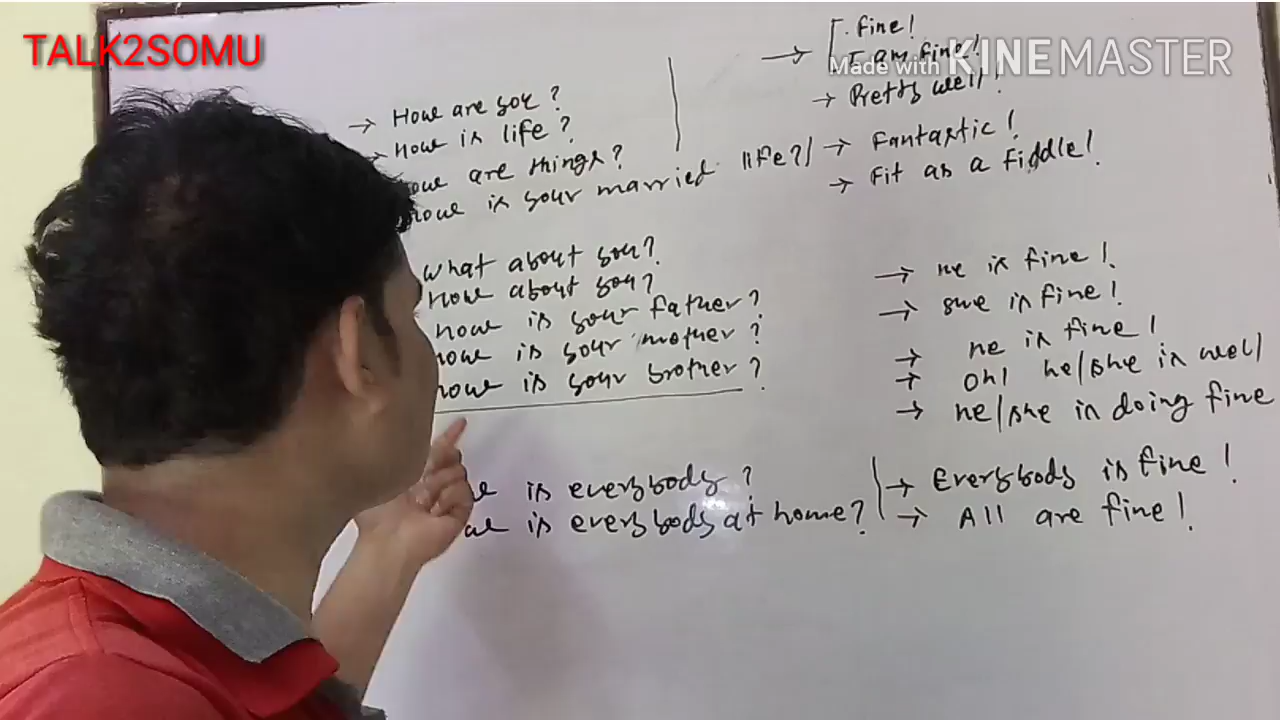 TALK2SOMU
Made with KINEMASTER
→ How are you ?
→ How is life ?
How are things ?
How is your married life ? |
What about you ?
How about you ?
How is your father ?
How is your mother ?
How is your brother ?
is everybody ?
is everybody at home ?
→ fine !
I am fine !
→ Pretty well !
→ Fantastic !
→ Fit as a Fiddle !
→ He is fine !
→ She is fine !
→ He is fine !
→ Oh! he/she is well
→ He/she is doing fine
→ Everybody is fine !
→ All are fine !